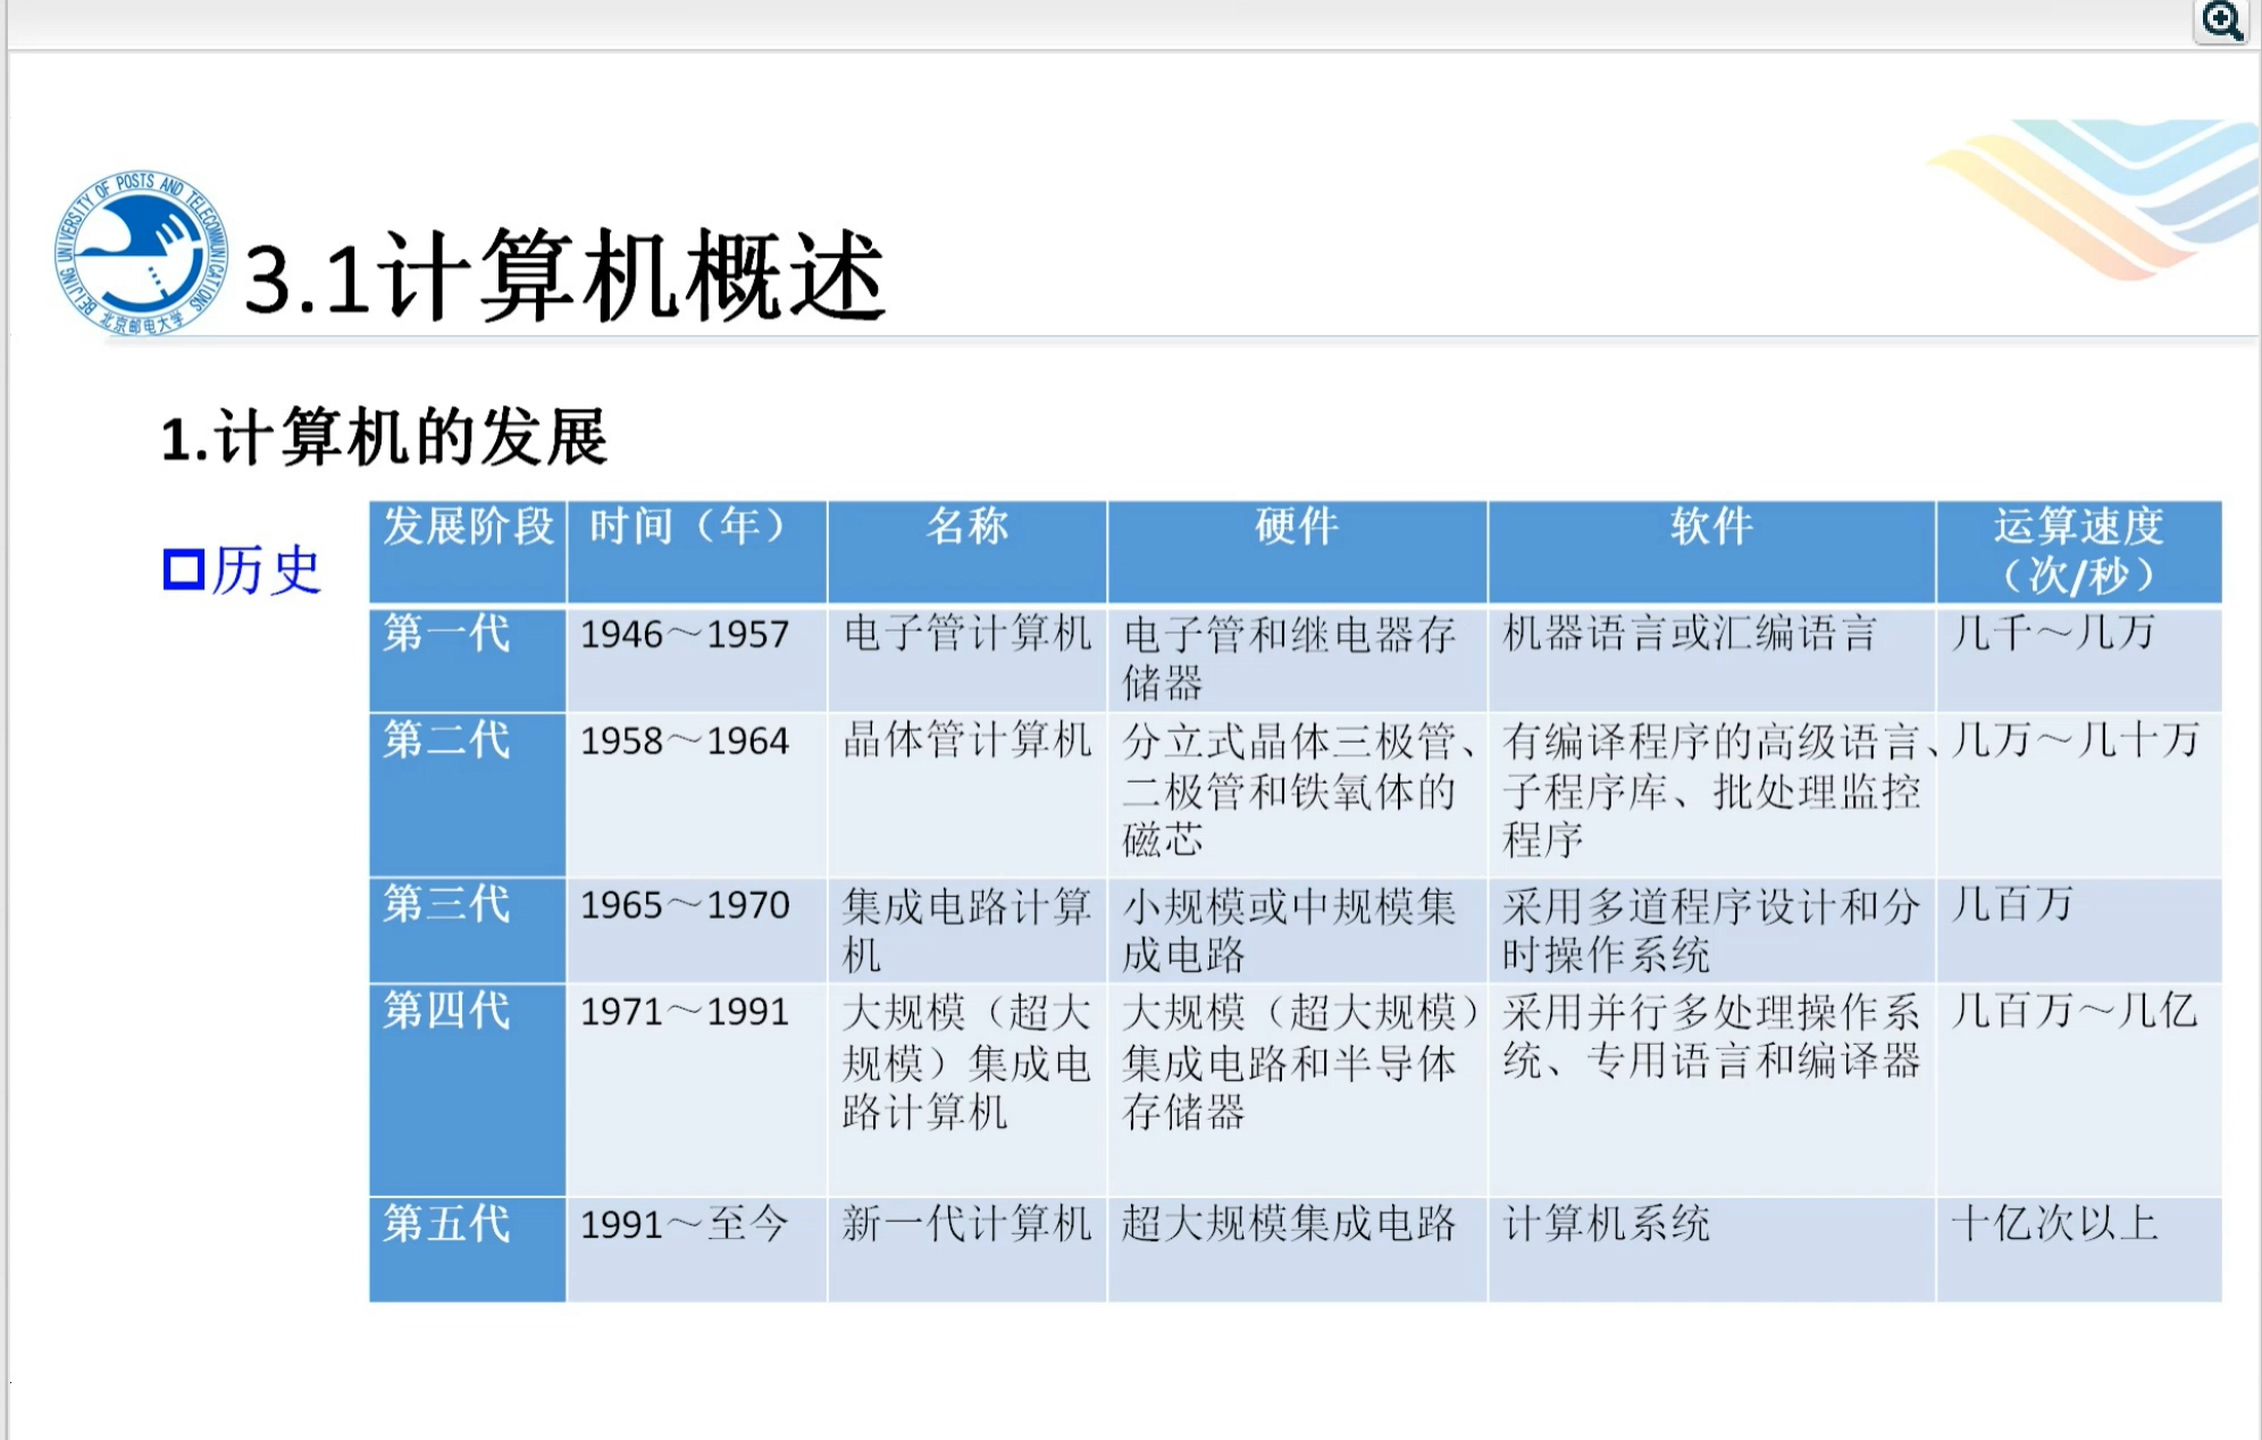 BEIJING UNIVERSITY OF POSTS AND TELECOMMUNICATIONS
北京邮电大学
3.1计算机概述
1.计算机的发展
历史
发展阶段 时间（年） 名称 硬件 软件 运算速度
（次/秒）
第一代 1946～1957 电子管计算机 电子管和继电器存 机器语言或汇编语言 几千～几万
储器
第二代 1958～1964 晶体管计算机 分立式晶体三极管、 有编译程序的高级语言、 几万～几十万
二极管和铁氧体的 子程序库、批处理监控
磁芯 程序
第三代 1965～1970 集成电路计算 小规模或中规模集 采用多道程序设计和分 几百万
机 成电路 时操作系统
第四代 1971～1991 大规模（超大 大规模（超大规模） 采用并行多处理操作系 几百万～几亿
规模）集成电 集成电路和半导体 统、专用语言和编译器
路计算机 存储器
第五代 1991～至今 新一代计算机 超大规模集成电路 计算机系统 十亿次以上